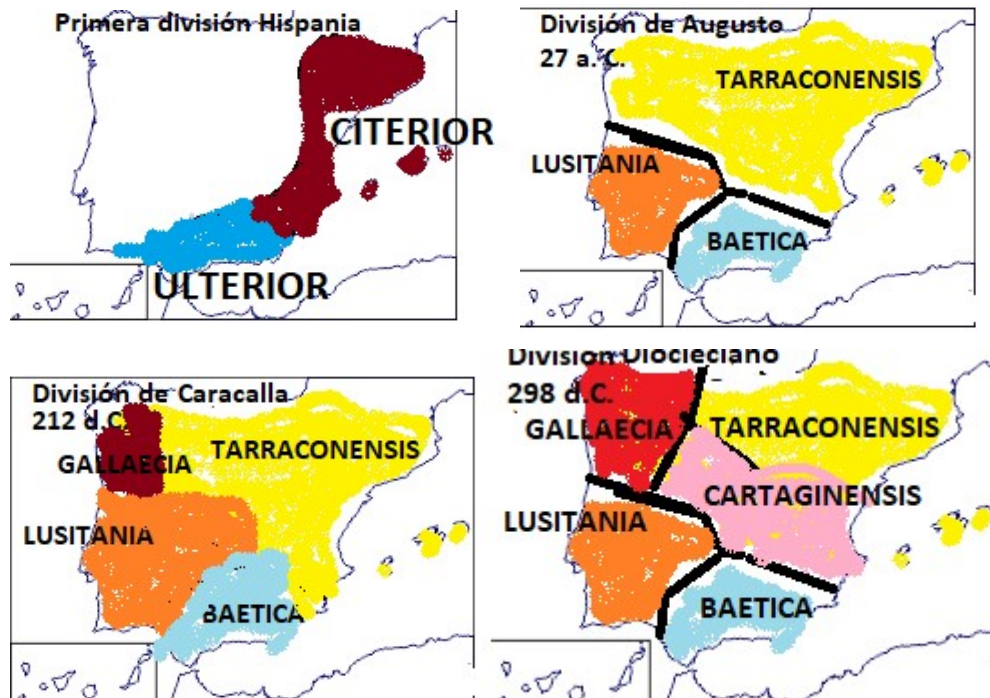 Primera división Hispania
CITERIOR
ULTERIOR
División de Augusto
27 a. C.
TARRACONENSIS
LUSITANIA
BAETICA
División de Caracalla
212 d.C.
TARRACONENSIS
GALLAECIA
LUSITANIA
BAETICA
División Diocleciano
298 d.C.
GALLAECIA
TARRACONENSIS
CARTAGINENSIS
LUSITANIA
BAETICA